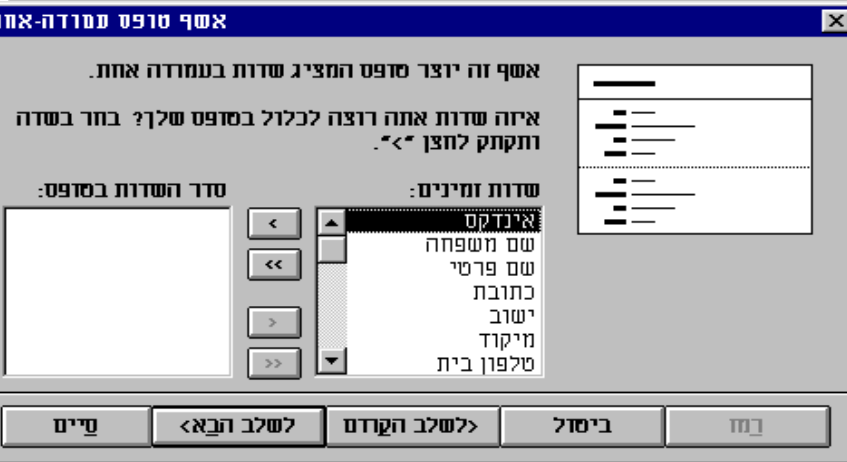 אשף טופס עמודה-אחת
אשף זה יוצר טופס המציג שדות בעמודה אחת.
איזה שדות אתה רוצה לכלול בטופס שלך? בחר בשדה
ותקתק לחצן ">".
שדות זמינים:
אינדקס
שם משפחה
שם פרטי
כתובת
ישוב
מיקוד
טלפון בית
>
>>
<
<<
סדר השדות בטופס:
רמז
ביטול
<לשלב הקודם
לשלב הבא>
סיים